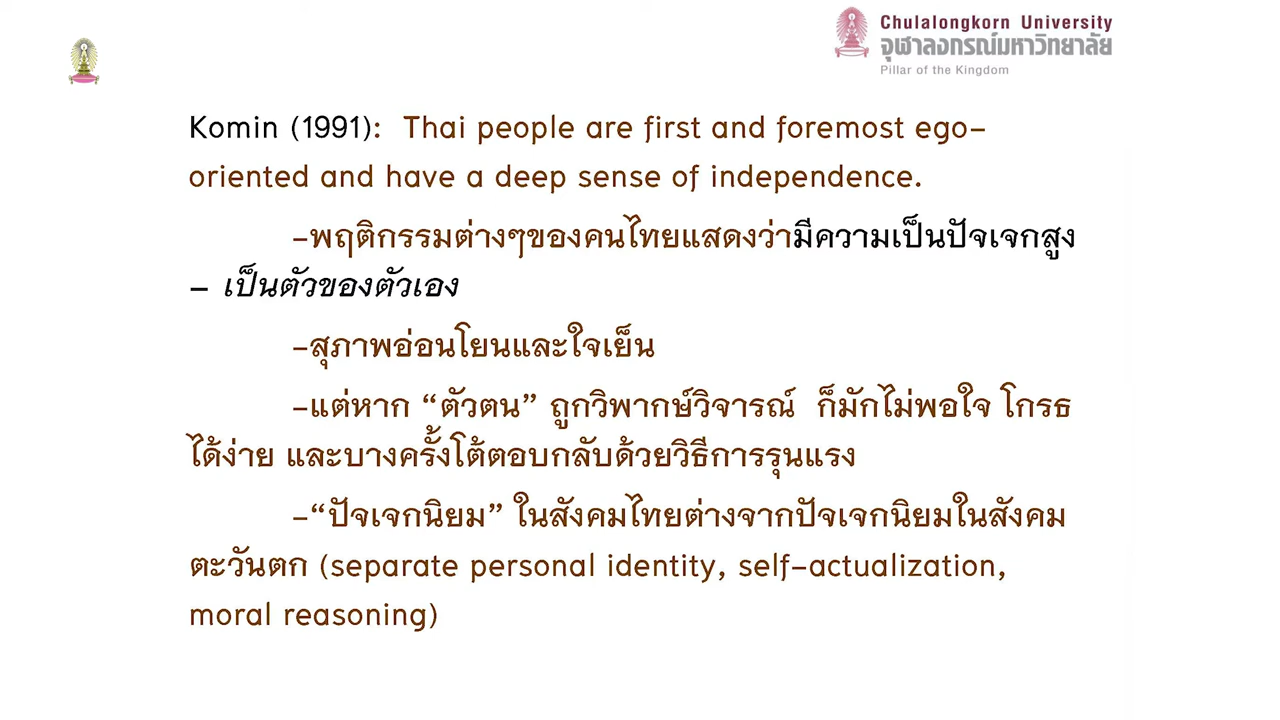 Chulalongkorn University
จุฬาลงกรณ์มหาวิทยาลัย
Pillar of the Kingdom
Komin (1991):  Thai people are first and foremost ego-
oriented and have a deep sense of independence.
-พฤติกรรมต่างๆของคนไทยแสดงว่ามีความเป็นปัจเจกสูง
– เป็นตัวของตัวเอง
-สุภาพอ่อนโยนและใจเย็น
-แต่หาก “ตัวตน” ถูกวิพากษ์วิจารณ์  ก็มักไม่พอใจ โกรธ
ได้ง่าย และบางครั้งโต้ตอบกลับด้วยวิธีการรุนแรง
-“ปัจเจกนิยม” ในสังคมไทยต่างจากปัจเจกนิยมในสังคม
ตะวันตก (separate personal identity, self-actualization,
moral reasoning)